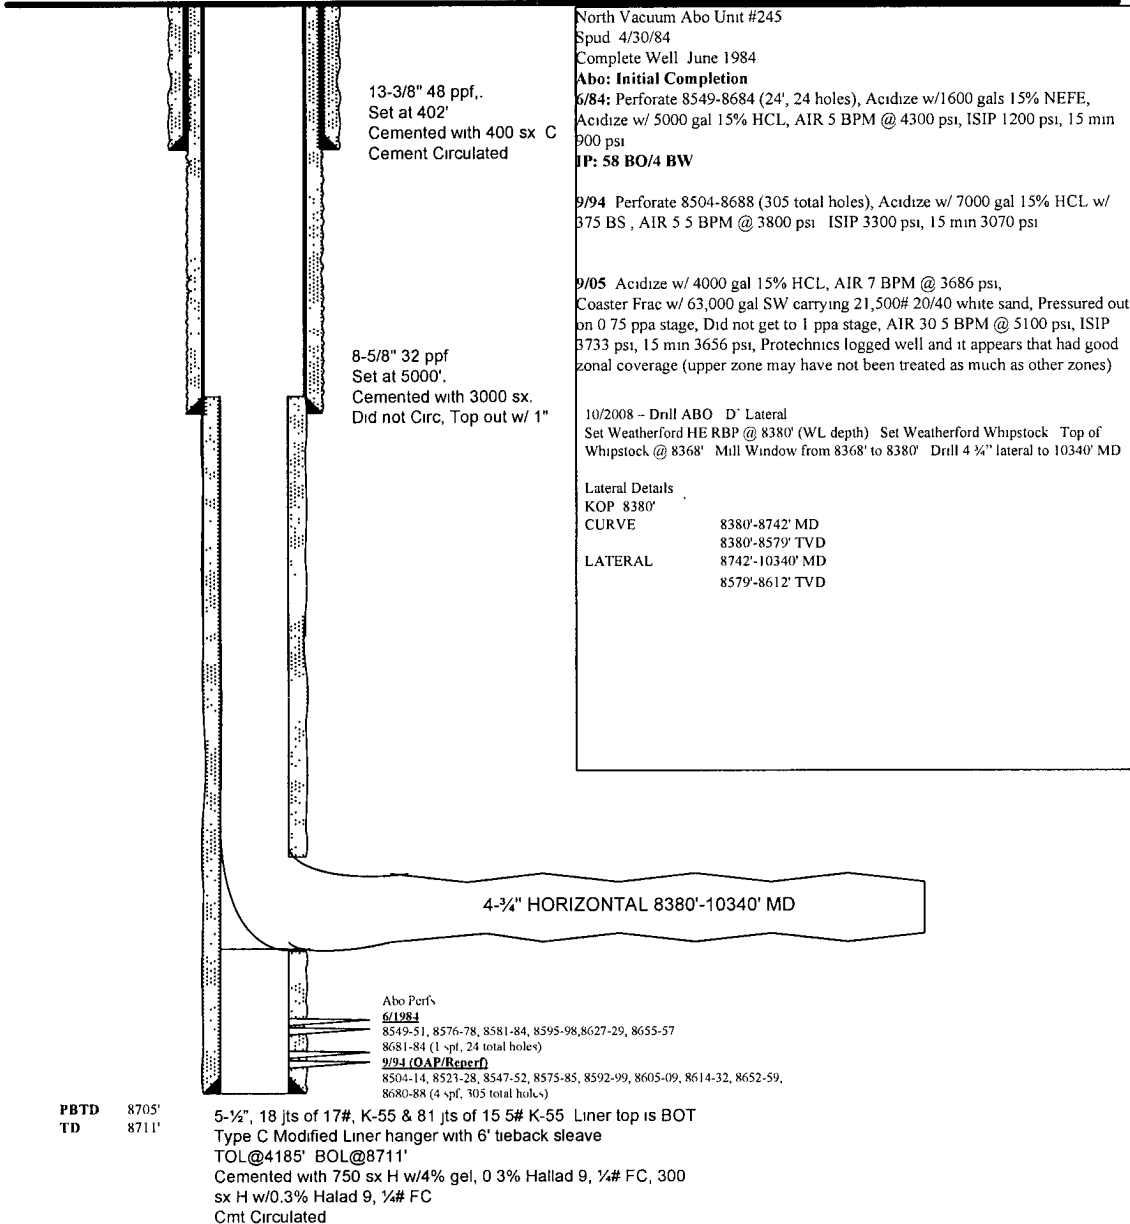 North Vacuum Abo Unit #245
Spud 4/30/84
Complete Well June 1984
Abo: Initial Completion
6/84: Perforate 8549-8684 (24', 24 holes), Acidize w/1600 gals 15% NEFE,
Acidize w/ 5000 gal 15% HCL, AIR 5 BPM @ 4300 psi, ISIP 1200 psi, 15 min
900 psi
IP: 58 BO/4 BW
9/94 Perforate 8504-8688 (305 total holes), Acidize w/ 7000 gal 15% HCL w/
375 BS , AIR 5 5 BPM @ 3800 psi ISIP 3300 psi, 15 min 3070 psi
9/05 Acidize w/ 4000 gal 15% HCL, AIR 7 BPM @ 3686 psi,
Coaster Frac w/ 63,000 gal SW carrying 21,500# 20/40 white sand, Pressured out
on 0 75 ppa stage, Did not get to 1 ppa stage, AIR 30 5 BPM @ 5100 psi, ISIP
3733 psi, 15 min 3656 psi, Protechnics logged well and it appears that had good
zonal coverage (upper zone may have not been treated as much as other zones)
10/2008 – Drill ABO D' Lateral
Set Weatherford HE RBP @ 8380' (WL depth) Set Weatherford Whipstock Top of
Whipstock @ 8368' Mill Window from 8368' to 8380' Drill 4 ¾" lateral to 10340' MD
Lateral Details
KOP 8380'
CURVE 8380'-8742' MD
8380'-8579' TVD
LATERAL 8742'-10340' MD
8579'-8612' TVD
13-3/8" 48 ppf,.
Set at 402'
Cemented with 400 sx C
Cement Circulated
8-5/8" 32 ppf
Set at 5000'.
Cemented with 3000 sx.
Did not Circ, Top out w/ 1"
4-¾" HORIZONTAL 8380'-10340' MD
Abo Perfs
6/1984
8549-51, 8576-78, 8581-84, 8595-98,8627-29, 8655-57
8681-84 (1 spf, 24 total holes)
9/94 (OAP/Reperf)
8504-14, 8523-28, 8547-52, 8575-85, 8592-99, 8605-09, 8614-32, 8652-59,
8680-88 (4 spf, 305 total holes)
PBTD 8705'
TD 8711'
5-½", 18 jts of 17#, K-55 & 81 jts of 15 5# K-55 Liner top is BOT
Type C Modified Liner hanger with 6' tieback sleave
TOL@4185' BOL@8711'
Cemented with 750 sx H w/4% gel, 0 3% Hallad 9, ¼# FC, 300
sx H w/0.3% Halad 9, ¼# FC
Cmt Circulated